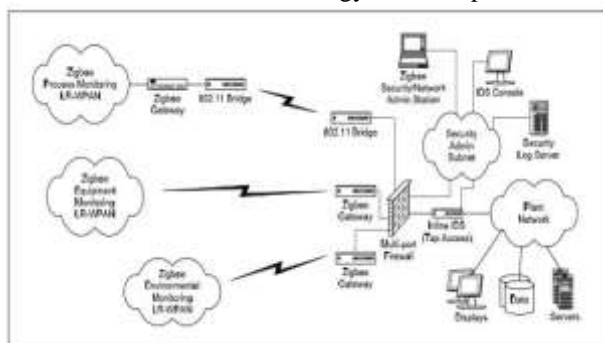 Zigbee
Process Monitoring
LR-WPAN
Zigbee
Gateway
802.11 Bridge
802.11 Bridge
Zigbee
Security/Network
Admin Station
IDS Console
Security
Admin
Subnet
Security
/Log Server
Zigbee
Equipment
Monitoring
LR-WPAN
Zigbee
Gateway
Multi-port
Firewall
Inline IDS
(Tap Access)
Plant
Network
Zigbee
Environmental
Monitoring
LR-WPAN
Zigbee
Gateway
Displays
Data
Servers